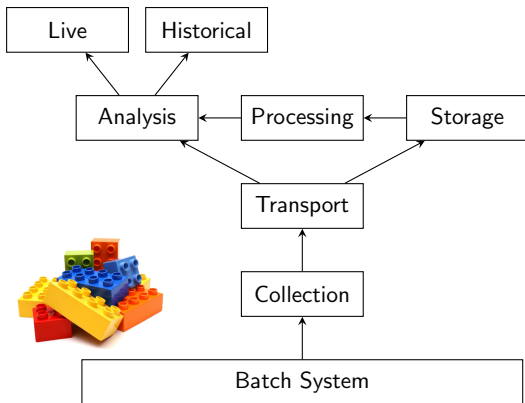 Live
Historical
Analysis
Processing
Storage
Transport
Collection
Batch System